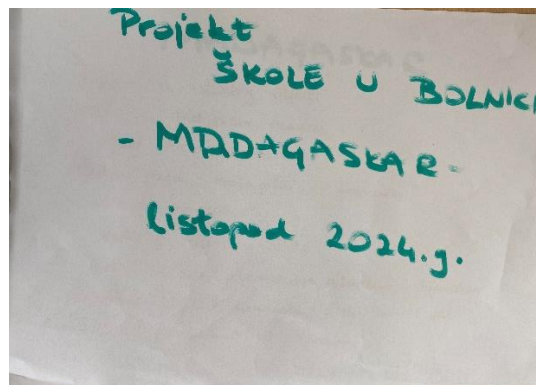 Projekt
ŠKOLE U BOLNICI
- MADAGASKAR -
listopad 2024.g.